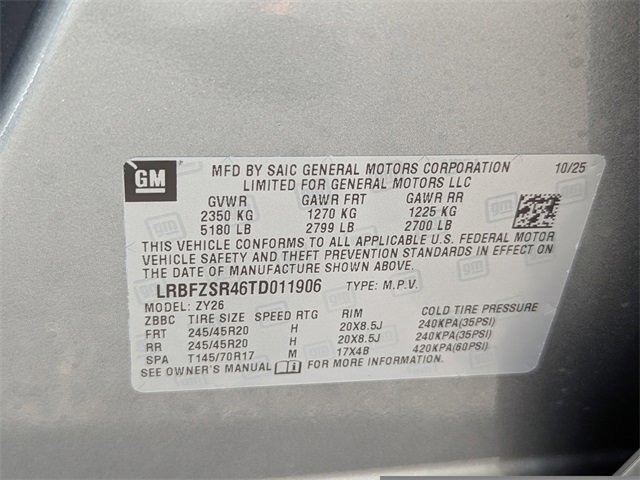 GM
MFD BY SAIC GENERAL MOTORS CORPORATION 10/25
LIMITED FOR GENERAL MOTORS LLC
GVWR GAWR FRT GAWR RR
2350 KG 1270 KG 1225 KG
5180 LB 2799 LB 2700 LB
THIS VEHICLE CONFORMS TO ALL APPLICABLE U.S. FEDERAL MOTOR
VEHICLE SAFETY AND THEFT PREVENTION STANDARDS IN EFFECT ON
THE DATE OF MANUFACTURE SHOWN ABOVE.
LRBFZSR46TD011906 TYPE: M.P.V.
MODEL: ZY26
ZBBC TIRE SIZE SPEED RTG RIM COLD TIRE PRESSURE
FRT 245/45R20 H 20X8.5J 240KPA(35PSI)
RR 245/45R20 H 20X8.5J 240KPA(35PSI)
SPA T145/70R17 M 17X4B 420KPA(60PSI)
SEE OWNER'S MANUAL FOR MORE INFORMATION.